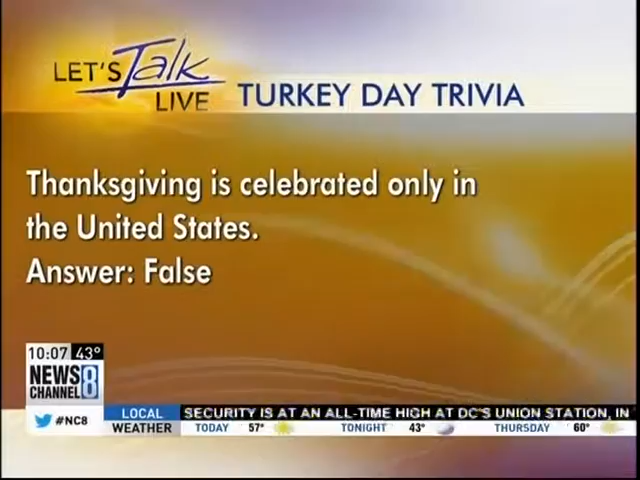 LET'S Talk LIVE
TURKEY DAY TRIVIA
Thanksgiving is celebrated only in
the United States.
Answer: False
10:07 43°
NEWS
CHANNEL 8
#NC8
LOCAL
WEATHER
SECURITY IS AT AN ALL-TIME HIGH AT DC'S UNION STATION, IN
TODAY 57° TONIGHT 43° THURSDAY 60°